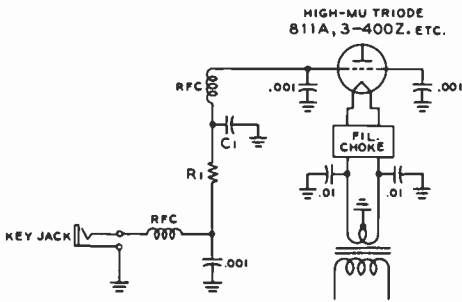 HIGH-MU TRIODE
811A, 3-400Z. ETC.
RFC
.001
.001
C1
FIL.
CHOKE
R1
.01
.01
RFC
KEY JACK
.001